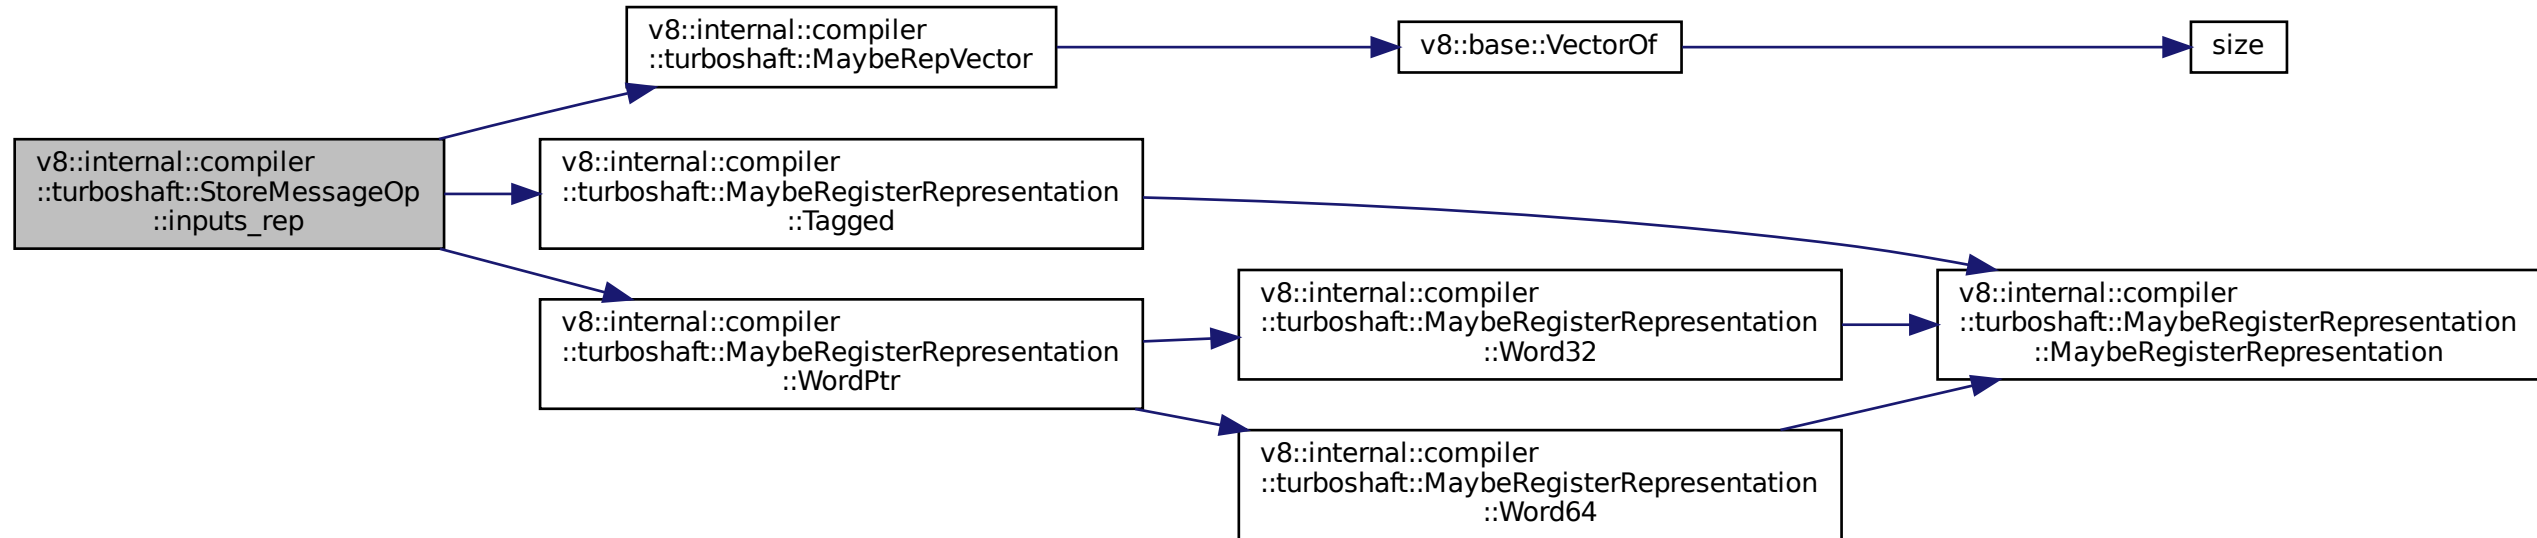 v8::internal::compiler
::turboshaft::StoreMessageOp
::inputs_rep
v8::internal::compiler
::turboshaft::MaybeRepVector
v8::base::VectorOf
size
v8::internal::compiler
::turboshaft::MaybeRegisterRepresentation
::Tagged
v8::internal::compiler
::turboshaft::MaybeRegisterRepresentation
::WordPtr
v8::internal::compiler
::turboshaft::MaybeRegisterRepresentation
::Word32
v8::internal::compiler
::turboshaft::MaybeRegisterRepresentation
::Word64
v8::internal::compiler
::turboshaft::MaybeRegisterRepresentation
::MaybeRegisterRepresentation